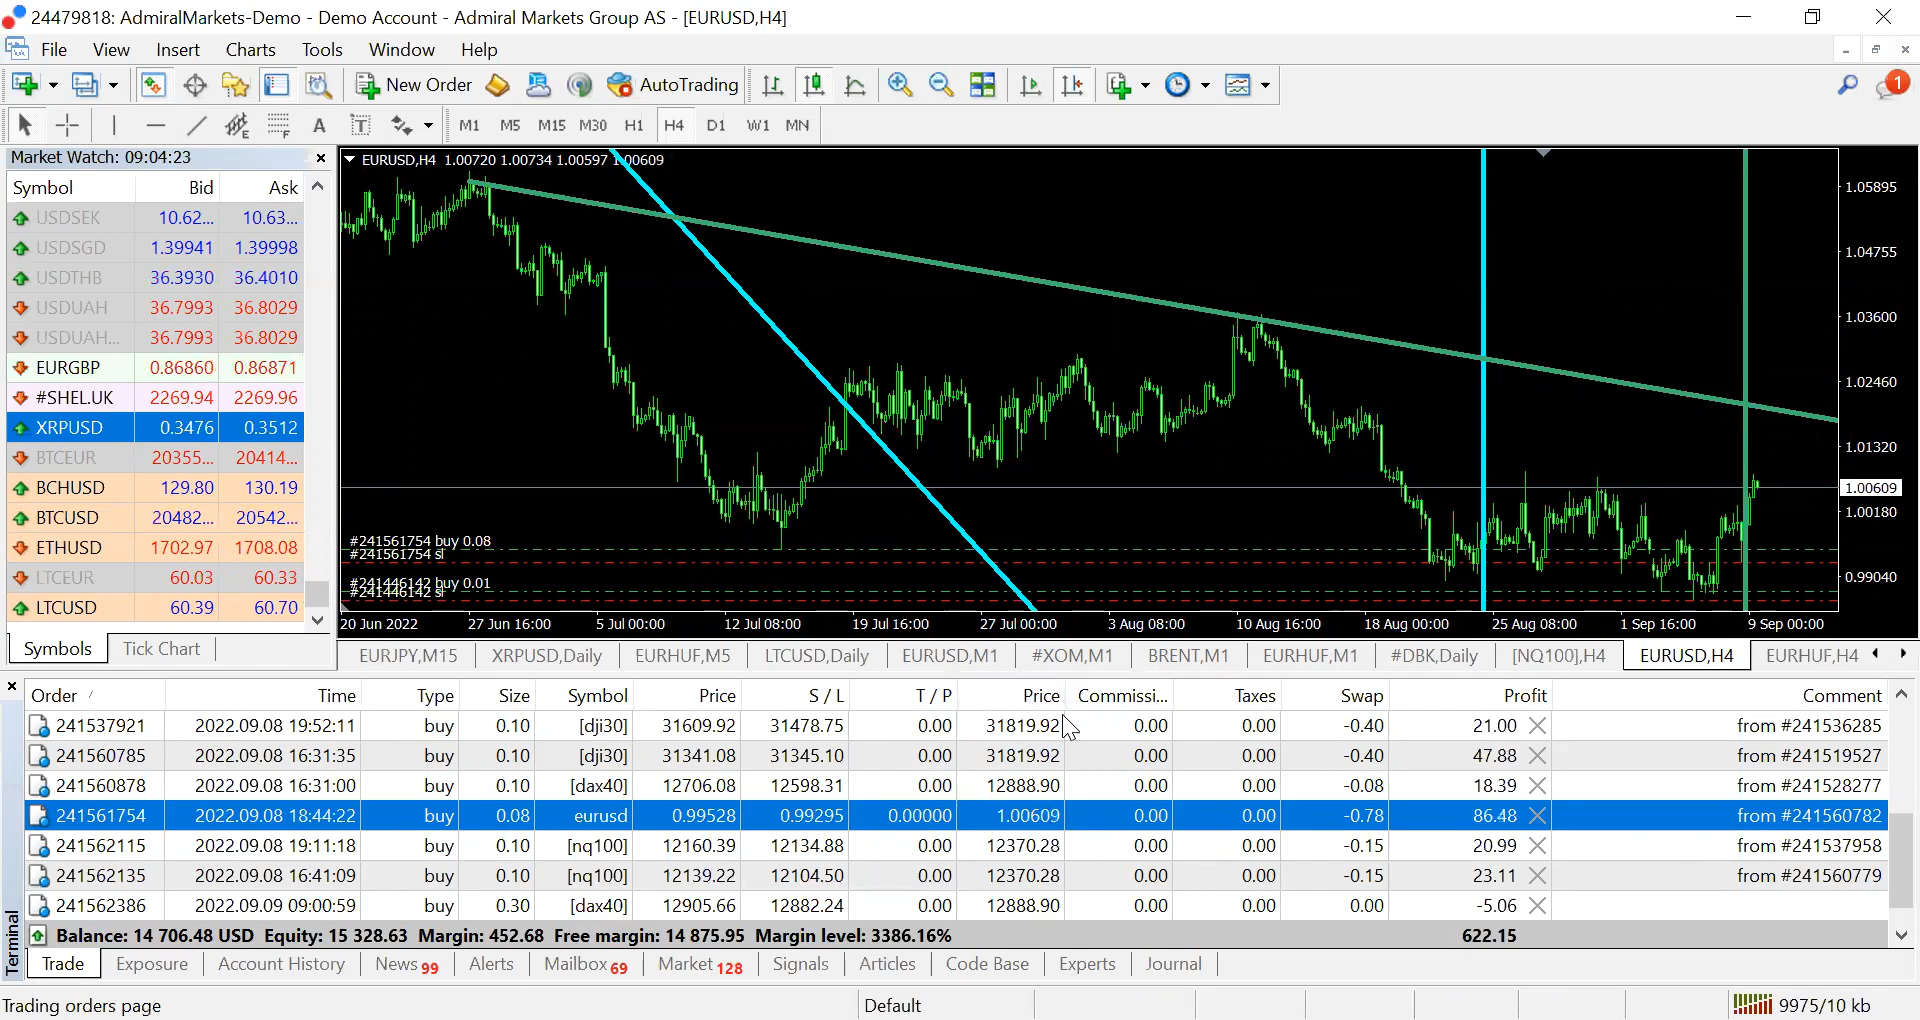 24479818: AdmiralMarkets-Demo - Demo Account - Admiral Markets Group AS - [EURUSD,H4]
File View Insert Charts Tools Window Help
New Order AutoTrading 1
A T M1 M5 M15 M30 H1 H4 D1 W1 MN
Market Watch: 09:04:23
Symbol Bid Ask
USDSEK 10.62... 10.63...
USDSGD 1.39941 1.39998
USDTHB 36.3930 36.4010
USDUAH 36.7993 36.8029
USDUAH... 36.7993 36.8029
EURGBP 0.86860 0.86871
#SHEL.UK 2269.94 2269.96
XRPUSD 0.3476 0.3512
BTCEUR 20355... 20414...
BCHUSD 129.80 130.19
BTCUSD 20482... 20542...
ETHUSD 1702.97 1708.08
LTCEUR 60.03 60.33
LTCUSD 60.39 60.70
Symbols Tick Chart
EURUSD,H4 1.00720 1.00734 1.00597 1.00609
1.05895
1.04755
1.03600
1.02460
1.01320
1.00609
1.00180
0.99040
#241561754 buy 0.08
#241561754 sl
#241446142 buy 0.01
#241446142 sl
20 Jun 2022 27 Jun 16:00 5 Jul 00:00 12 Jul 08:00 19 Jul 16:00 27 Jul 00:00 3 Aug 08:00 10 Aug 16:00 18 Aug 00:00 25 Aug 08:00 1 Sep 16:00 9 Sep 00:00
EURJPY,M15 XRPUSD,Daily EURHUF,M5 LTCUSD,Daily EURUSD,M1 #XOM,M1 BRENT,M1 EURHUF,M1 #DBK,Daily [NQ100],H4 EURUSD,H4 EURHUF,H4
Order Time Type Size Symbol Price S / L T / P Price Commissi... Taxes Swap Profit Comment
241537921 2022.09.08 19:52:11 buy 0.10 [dji30] 31609.92 31478.75 0.00 31819.92 0.00 0.00 -0.40 21.00 from #241536285
241560785 2022.09.08 16:31:35 buy 0.10 [dji30] 31341.08 31345.10 0.00 31819.92 0.00 0.00 -0.40 47.88 from #241519527
241560878 2022.09.08 16:31:00 buy 0.10 [dax40] 12706.08 12598.31 0.00 12888.90 0.00 0.00 -0.08 18.39 from #241528277
241561754 2022.09.08 18:44:22 buy 0.08 eurusd 0.99528 0.99295 0.00000 1.00609 0.00 0.00 -0.78 86.48 from #241560782
241562115 2022.09.08 19:11:18 buy 0.10 [nq100] 12160.39 12134.88 0.00 12370.28 0.00 0.00 -0.15 20.99 from #241537958
241562135 2022.09.08 16:41:09 buy 0.10 [nq100] 12139.22 12104.50 0.00 12370.28 0.00 0.00 -0.15 23.11 from #241560779
241562386 2022.09.09 09:00:59 buy 0.30 [dax40] 12905.66 12882.24 0.00 12888.90 0.00 0.00 0.00 -5.06
Balance: 14 706.48 USD Equity: 15 328.63 Margin: 452.68 Free margin: 14 875.95 Margin level: 3386.16% 622.15
Terminal
Trade Exposure Account History News 99 Alerts Mailbox 69 Market 128 Signals Articles Code Base Experts Journal
Trading orders page Default 9975/10 kb